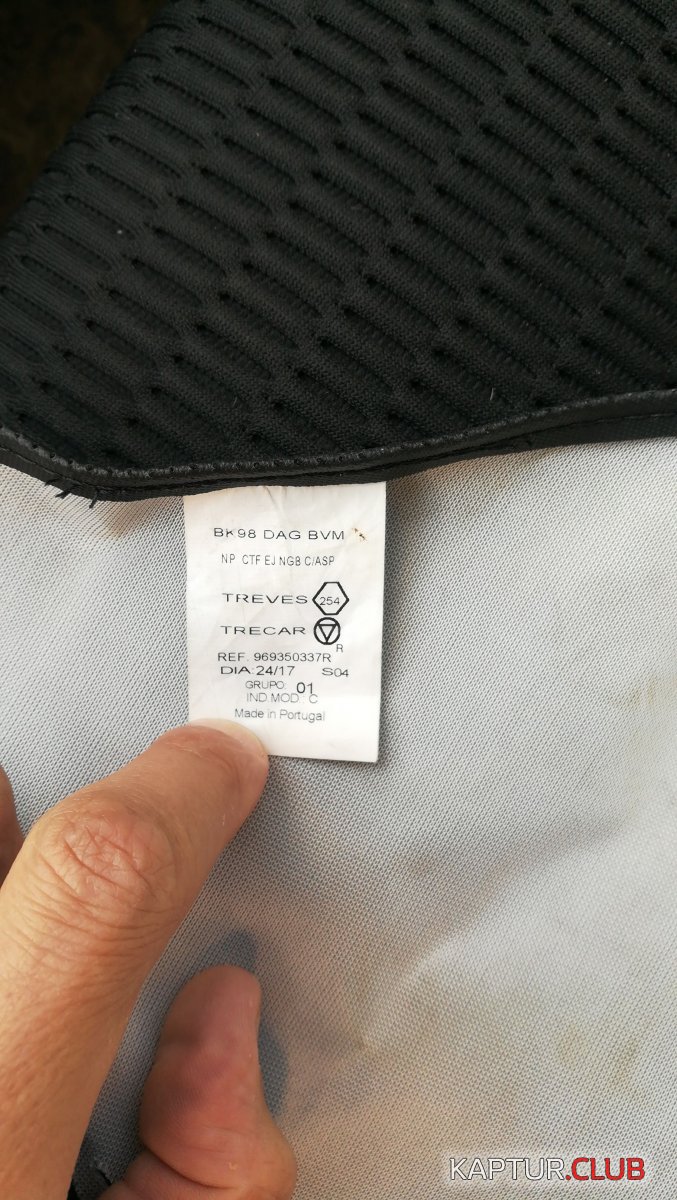 BK98 DAG BVM
NP CTF EJ NGB C/ASP
TREVES 254
TRECAR R
REF. 969350337R
DIA:24/17 S04
GRUPO: 01
IND MOD: C
Made in Portugal
KAPTUR.CLUB